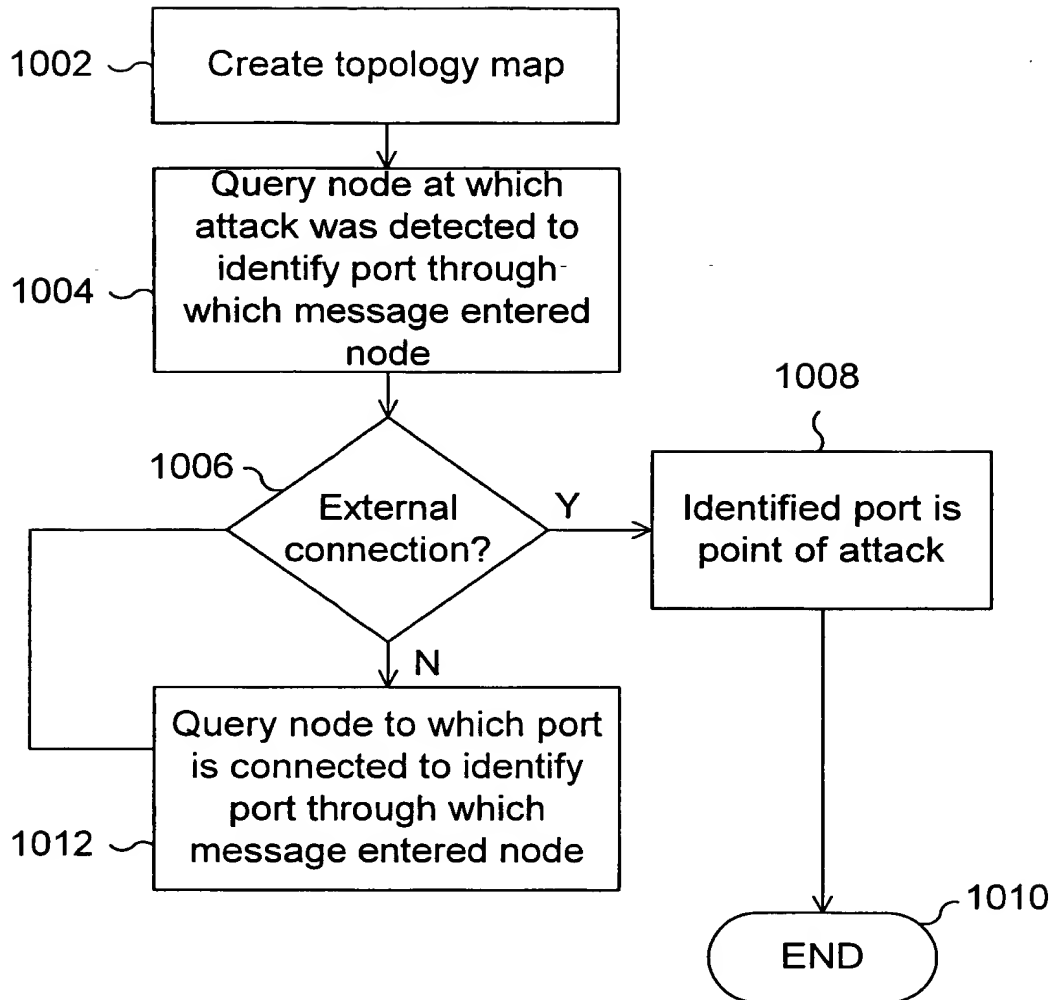 1002
Create topology map
1004
Query node at which
attack was detected to
identify port through
which message entered
node
1006
External
connection?
Y
N
1008
Identified port is
point of attack
1012
Query node to which port
is connected to identify
port through which
message entered node
1010
END